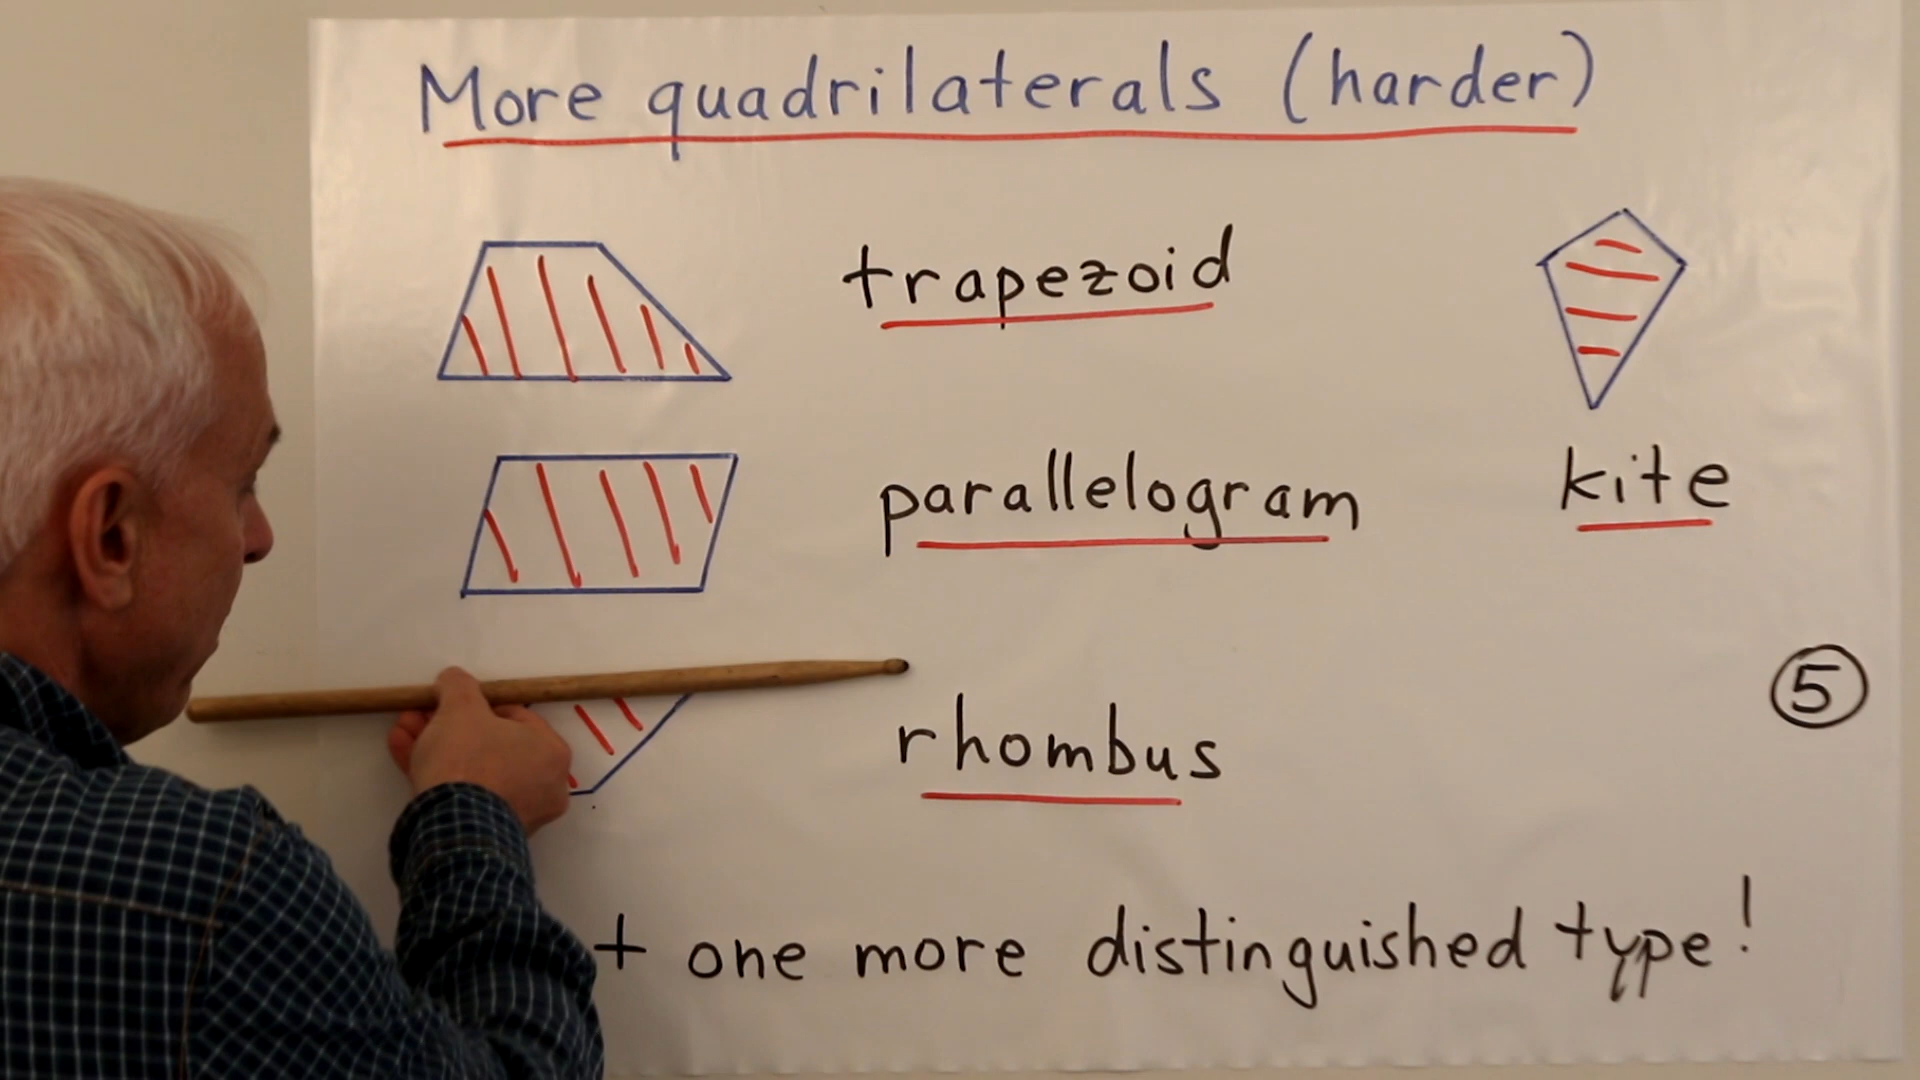 More quadrilaterals (harder)
trapezoid
parallelogram
kite
rhombus
5
+ one more distinguished type!